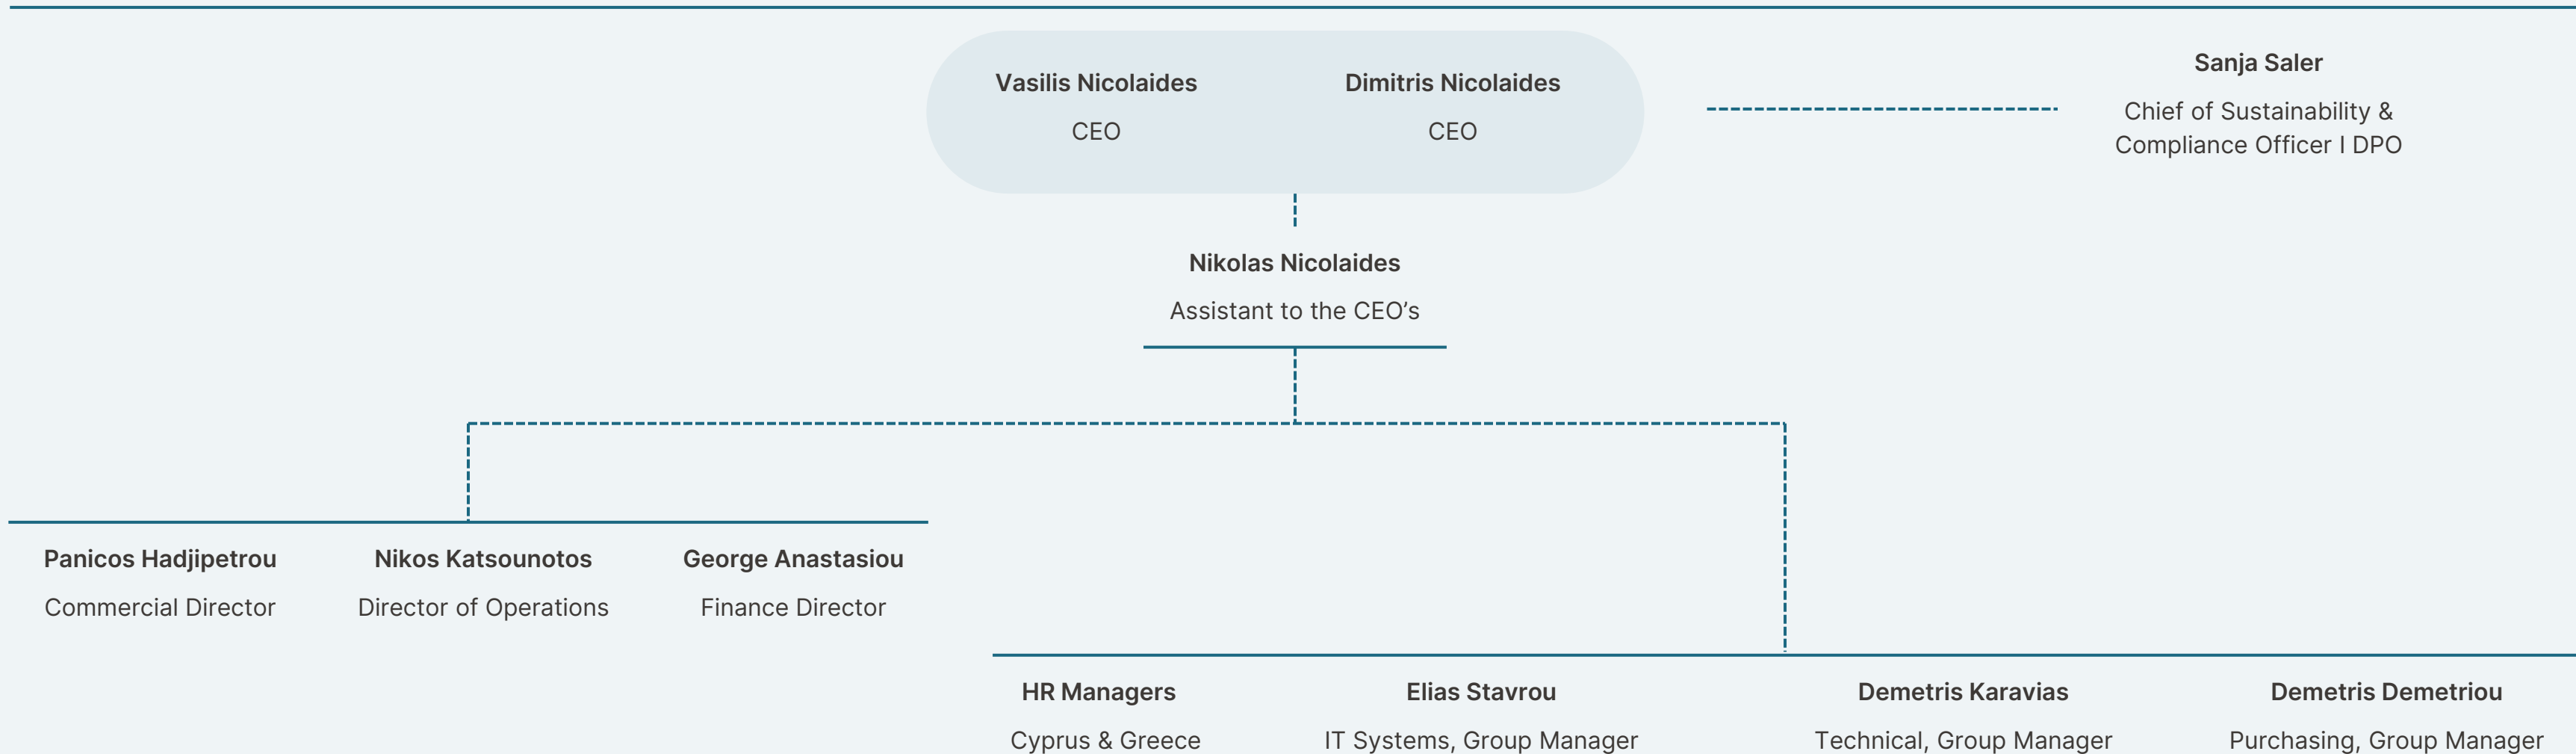 Vasilis Nicolaides
CEO
Dimitris Nicolaides
CEO
Sanja Saler
Chief of Sustainability &
Compliance Officer I DPO
Nikolas Nicolaides
Assistant to the CEO’s
Panicos Hadjipetrou
Commercial Director
Nikos Katsounotos
Director of Operations
George Anastasiou
Finance Director
HR Managers
Cyprus & Greece
Elias Stavrou
IT Systems, Group Manager
Demetris Karavias
Technical, Group Manager
Demetris Demetriou
Purchasing, Group Manager